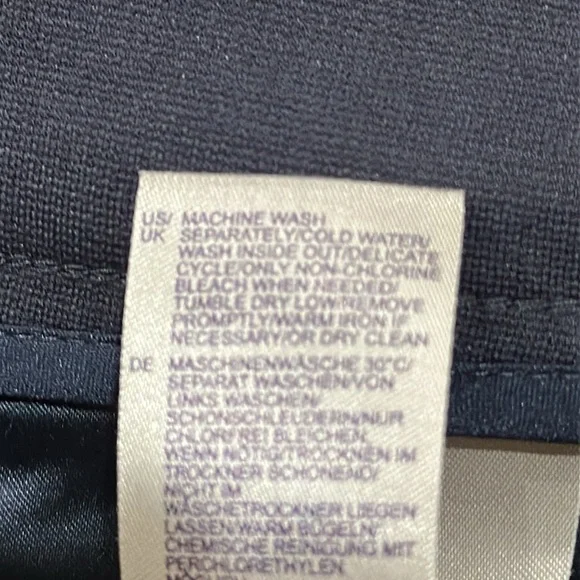 US/ MACHINE WASH
UK SEPARATELY/COLD WATER/
WASH INSIDE OUT/DELICATE
CYCLE/ONLY NON-CHLORINE
BLEACH WHEN NEEDED/
TUMBLE DRY LOW/REMOVE
PROMPTLY/WARM IRON IF
NECESSARY/OR DRY CLEAN
DE MASCHINENWÄSCHE 30°C/
SEPARAT WASCHEN/VON
LINKS WASCHEN/
SCHONSCHLEUDERN/NUR
CHLORFREI BLEICHEN,
WENN NÖTIG/TROCKNEN IM
TROCKNER SCHONEND/
NICHT IM
WÄSCHETROCKNER LIEGEN
LASSEN/WARM BÜGELN/
CHEMISCHE REINIGUNG MIT
PERCHLORETHYLEN